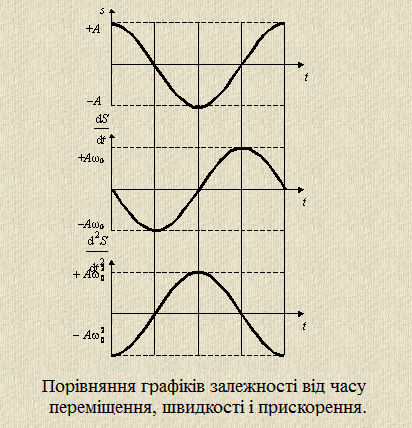 s
+A
t
−A
dS
dt
+Aω₀
t
−Aω₀
d²S
dt²
+ Aω₀²
t
− Aω₀²
Порівняння графіків залежності від часу
переміщення, швидкості і прискорення.